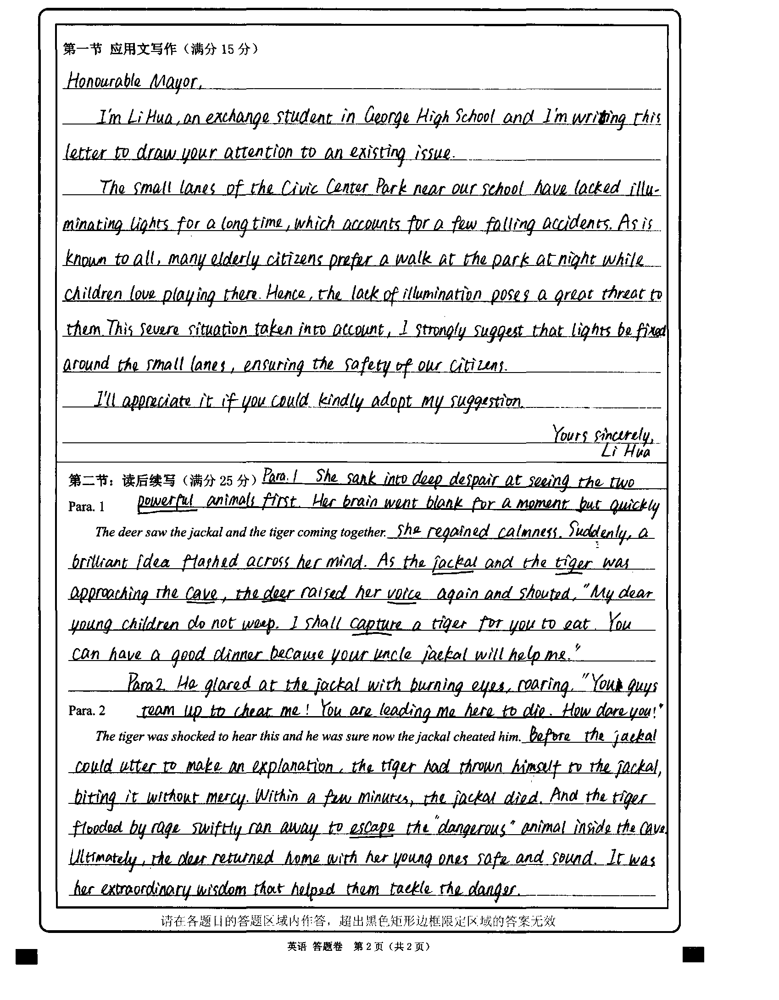 第一节 应用文写作（满分 15 分）
Honourable Mayor,
I'm Li Hua, an exchange student in George High School and I'm writing this
letter to draw your attention to an existing issue.
The small lanes of the Civic Center Park near our school have lacked illu-
minating lights for a long time, which accounts for a few falling accidents. As is
known to all, many elderly citizens prefer a walk at the park at night while
children love playing there. Hence, the lack of illumination poses a great threat to
them. This severe situation taken into account, I strongly suggest that lights be fixed
around the small lanes, ensuring the safety of our citizens.
I'll appreciate it if you could kindly adopt my suggestion.
Yours sincerely,
Li Hua
第二节：读后续写（满分 25 分） Para. 1 She sank into deep despair at seeing the two
Para. 1 powerful animals first. Her brain went blank for a moment but quickly
The deer saw the jackal and the tiger coming together. she regained calmness. Suddenly, a
brilliant idea flashed across her mind. As the jackal and the tiger was
approaching the cave, the deer raised her voice again and shouted, "My dear
young children do not weep. I shall capture a tiger for you to eat. You
can have a good dinner because your uncle jackal will help me."
Para 2. He glared at the jackal with burning eyes, roaring, "You guys
Para. 2 team up to cheat me! You are leading me here to die. How dare you!"
The tiger was shocked to hear this and he was sure now the jackal cheated him. Before the jackal
could utter to make an explanation, the tiger had thrown himself to the jackal,
biting it without mercy. Within a few minutes, the jackal died. And the tiger
flooded by rage swiftly ran away to escape the "dangerous" animal inside the cave.
Ultimately, the deer returned home with her young ones safe and sound. It was
her extraordinary wisdom that helped them tackle the danger.
请在各题目的答题区域内作答，超出黑色矩形边框限定区域的答案无效
英语 答题卷 第 2 页（共 2 页）